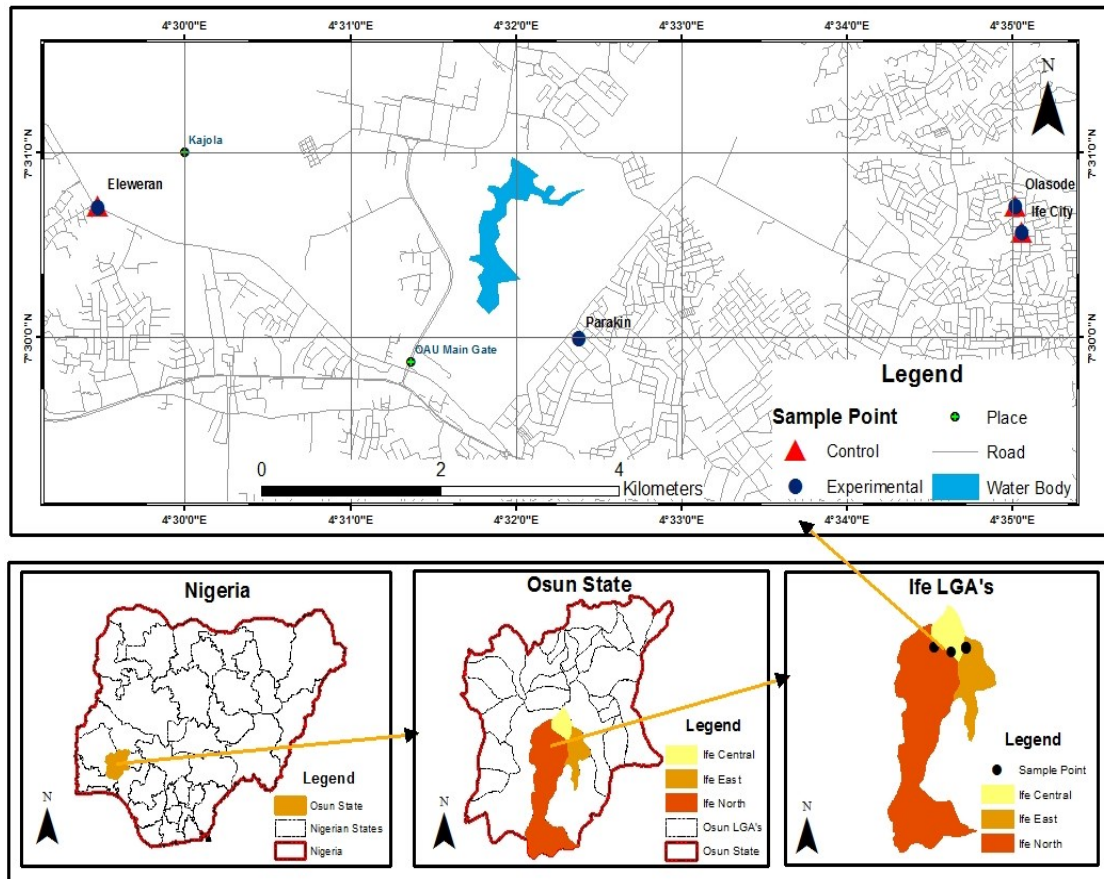 4°30'0"E 4°31'0"E 4°32'0"E 4°33'0"E 4°34'0"E 4°35'0"E
N
Kajola
7°31'0"N 7°31'0"N
Eleweran
Olasode
Ife City
Parakin
7°30'0"N 7°30'0"N
OAU Main Gate
Legend
Sample Point
Place
Control
Road
Experimental
Water Body
0 2 4
Kilometers
4°30'0"E 4°31'0"E 4°32'0"E 4°33'0"E 4°34'0"E 4°35'0"E
Nigeria
Legend
Osun State
Nigerian States
Nigeria
N
Osun State
Legend
Ife Central
Ife East
Ife North
Osun LGA's
Osun State
N
Ife LGA's
Legend
Sample Point
Ife Central
Ife East
Ife North
N